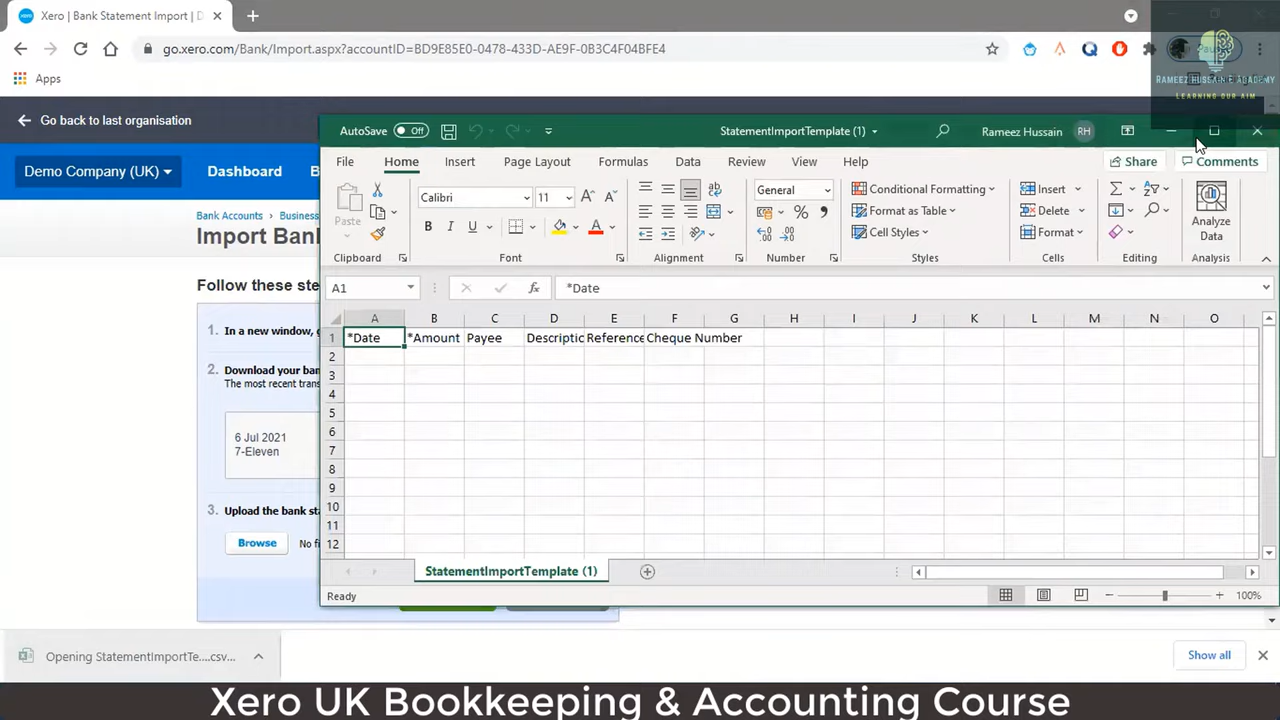 Xero | Bank Statement Import | D
go.xero.com/Bank/Import.aspx?accountID=BD9E85E0-0478-433D-AE9F-0B3C4F04BFE4
Paused
Apps
RAMEEZ HUSSAIN E ACADEMY
LEARNING OUR AIM
Go back to last organisation
AutoSave Off StatementImportTemplate (1) Rameez Hussain RH
File Home Insert Page Layout Formulas Data Review View Help Share Comments
Demo Company (UK) Dashboard B
Paste Calibri 11 A A General Conditional Formatting Insert Analyze Data
B I U A % Format as Table Delete
Cell Styles Format
Clipboard Font Alignment Number Styles Cells Editing Analysis
Bank Accounts Business
Import Bank
Follow these ste
A1 fx *Date
A B C D E F G H I J K L M N O
1 *Date *Amount Payee Descriptic Reference Cheque Number
2
3
4
5
6
7
8
9
10
11
12
1. In a new window, g
2. Download your ban
The most recent trans
6 Jul 2021
7-Eleven
3. Upload the bank sta
Browse No fi
StatementImportTemplate (1)
Ready 100%
Opening StatementImportTe....csv... Show all
Xero UK Bookkeeping & Accounting Course